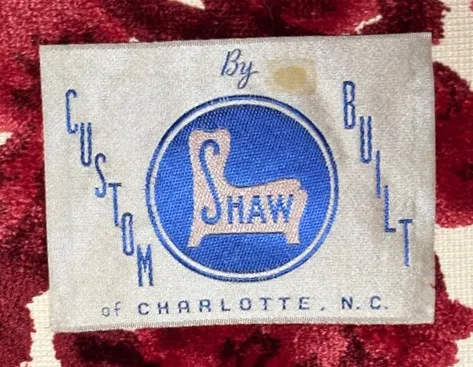 By
CUSTOM
BUILT
SHAW
of CHARLOTTE, N.C.